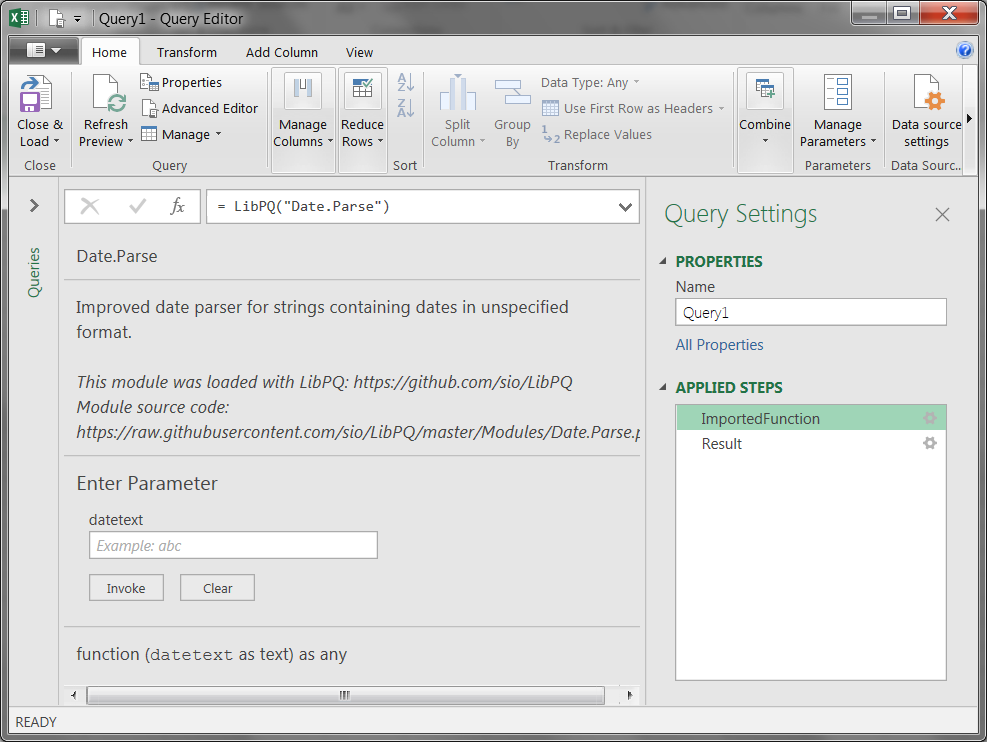 Query1 - Query Editor
Home Transform Add Column View
Close & Load
Refresh Preview
Properties
Advanced Editor
Manage
Manage Columns
Reduce Rows
Split Column
Group By
Data Type: Any
Use First Row as Headers
Replace Values
Combine
Manage Parameters
Data source settings
Close Query Sort Transform Parameters Data Sourc...
Queries
fx
= LibPQ("Date.Parse")
Date.Parse
Improved date parser for strings containing dates in unspecified
format.
This module was loaded with LibPQ: https://github.com/sio/LibPQ
Module source code:
https://raw.githubusercontent.com/sio/LibPQ/master/Modules/Date.Parse.p
Enter Parameter
datetext
Example: abc
Invoke Clear
function (datetext as text) as any
Query Settings
PROPERTIES
Name
Query1
All Properties
APPLIED STEPS
ImportedFunction
Result
READY